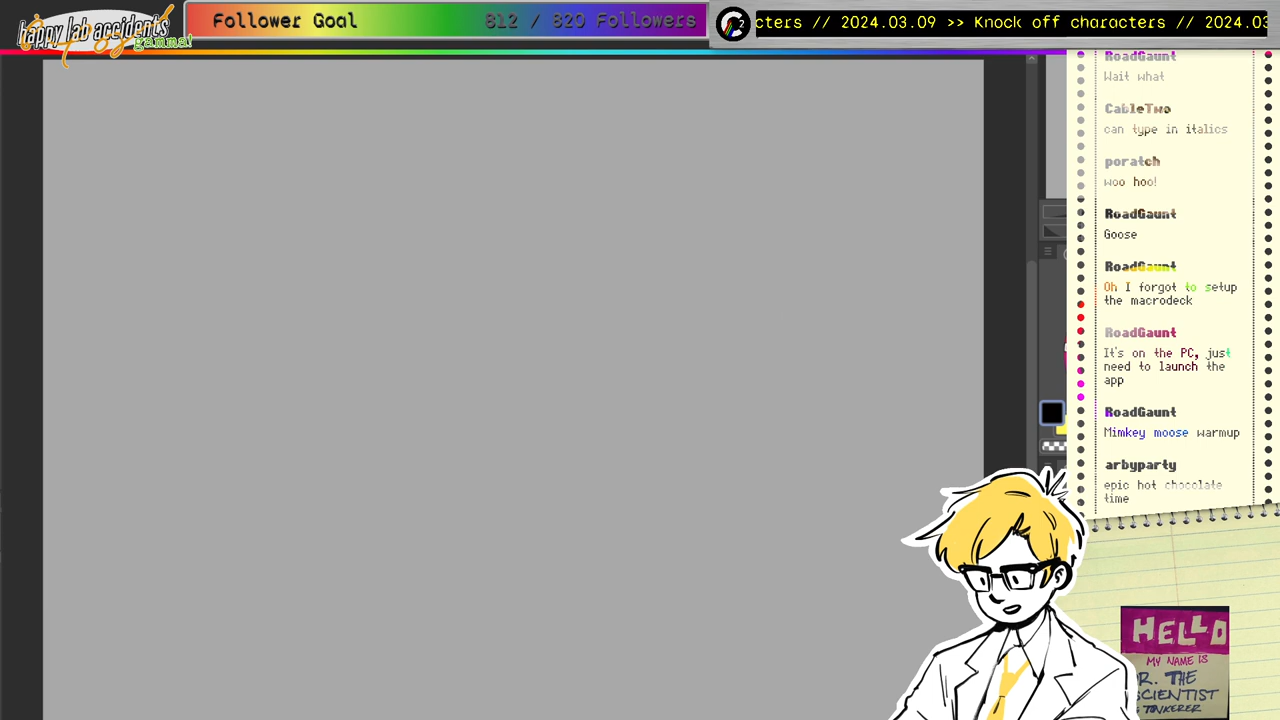 happy lab accidents
gamma!
Follower Goal
812 / 820 Followers
cters // 2024.03.09 >> Knock off characters // 2024.03
RoadGaunt
Wait what
CableTwo
can type in italics
poratch
woo hoo!
RoadGaunt
Goose
RoadGaunt
Oh I forgot to setup
the macrodeck
RoadGaunt
It's on the PC, just
need to launch the
app
RoadGaunt
Mimkey moose warmup
arbyparty
epic hot chocolate
time
HELLO
MY NAME IS
DR. THE
SCIENTIST
TONKERER